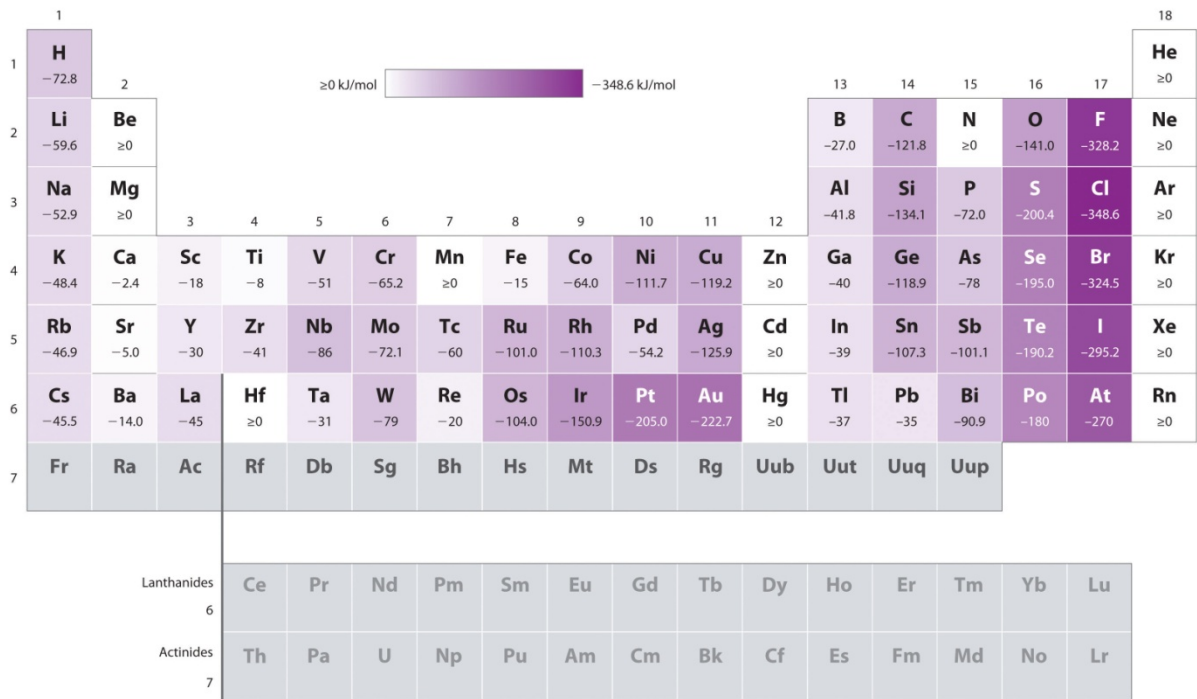 1 18
1 H He
−72.8 ≥0
2 ≥0 kJ/mol −348.6 kJ/mol 13 14 15 16 17
2 Li Be B C N O F Ne
−59.6 ≥0 −27.0 −121.8 ≥0 −141.0 −328.2 ≥0
3 Na Mg Al Si P S Cl Ar
−52.9 ≥0 −41.8 −134.1 −72.0 −200.4 −348.6 ≥0
3 4 5 6 7 8 9 10 11 12
4 K Ca Sc Ti V Cr Mn Fe Co Ni Cu Zn Ga Ge As Se Br Kr
−48.4 −2.4 −18 −8 −51 −65.2 ≥0 −15 −64.0 −111.7 −119.2 ≥0 −40 −118.9 −78 −195.0 −324.5 ≥0
5 Rb Sr Y Zr Nb Mo Tc Ru Rh Pd Ag Cd In Sn Sb Te I Xe
−46.9 −5.0 −30 −41 −86 −72.1 −60 −101.0 −110.3 −54.2 −125.9 ≥0 −39 −107.3 −101.1 −190.2 −295.2 ≥0
6 Cs Ba La Hf Ta W Re Os Ir Pt Au Hg Tl Pb Bi Po At Rn
−45.5 −14.0 −45 ≥0 −31 −79 −20 −104.0 −150.9 −205.0 −222.7 ≥0 −37 −35 −90.9 −180 −270 ≥0
7 Fr Ra Ac Rf Db Sg Bh Hs Mt Ds Rg Uub Uut Uuq Uup
Lanthanides Ce Pr Nd Pm Sm Eu Gd Tb Dy Ho Er Tm Yb Lu
6
Actinides Th Pa U Np Pu Am Cm Bk Cf Es Fm Md No Lr
7